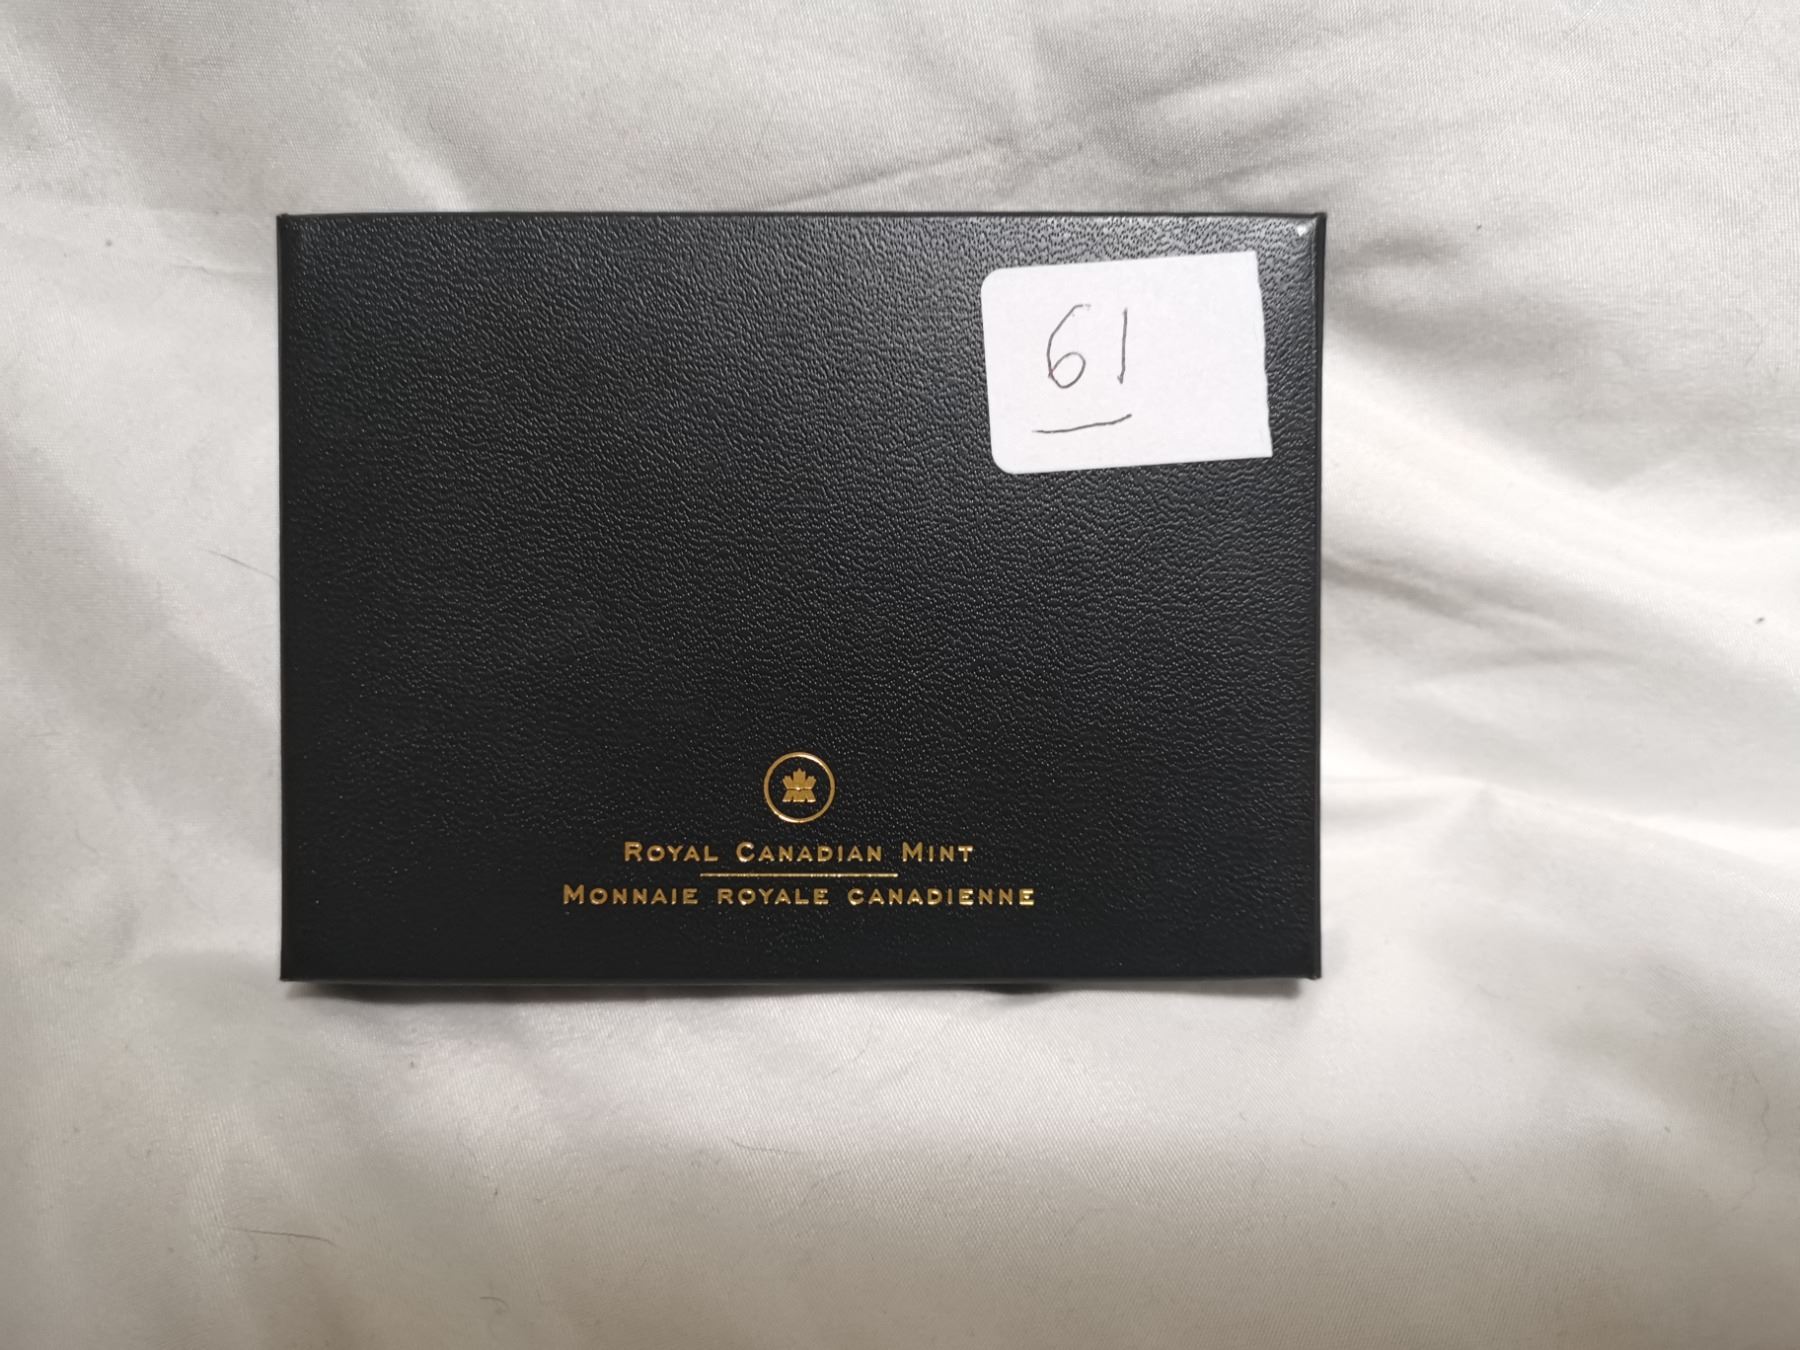 61
ROYAL CANADIAN MINT
MONNAIE ROYALE CANADIENNE